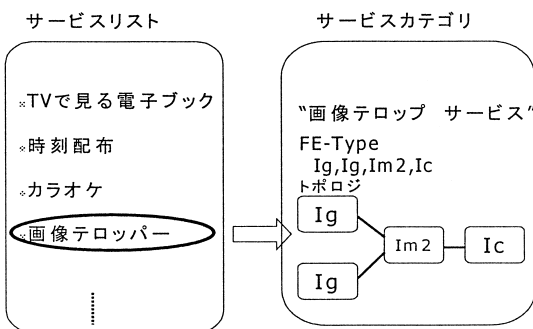 サービスリスト
※TVで見る電子ブック
※時刻配布
※カラオケ
※画像テロッパー
サービスカテゴリ
"画像テロップ サービス"
FE-Type
Ig,Ig,Im2,Ic
トポロジ
Ig
Im2
Ic
Ig